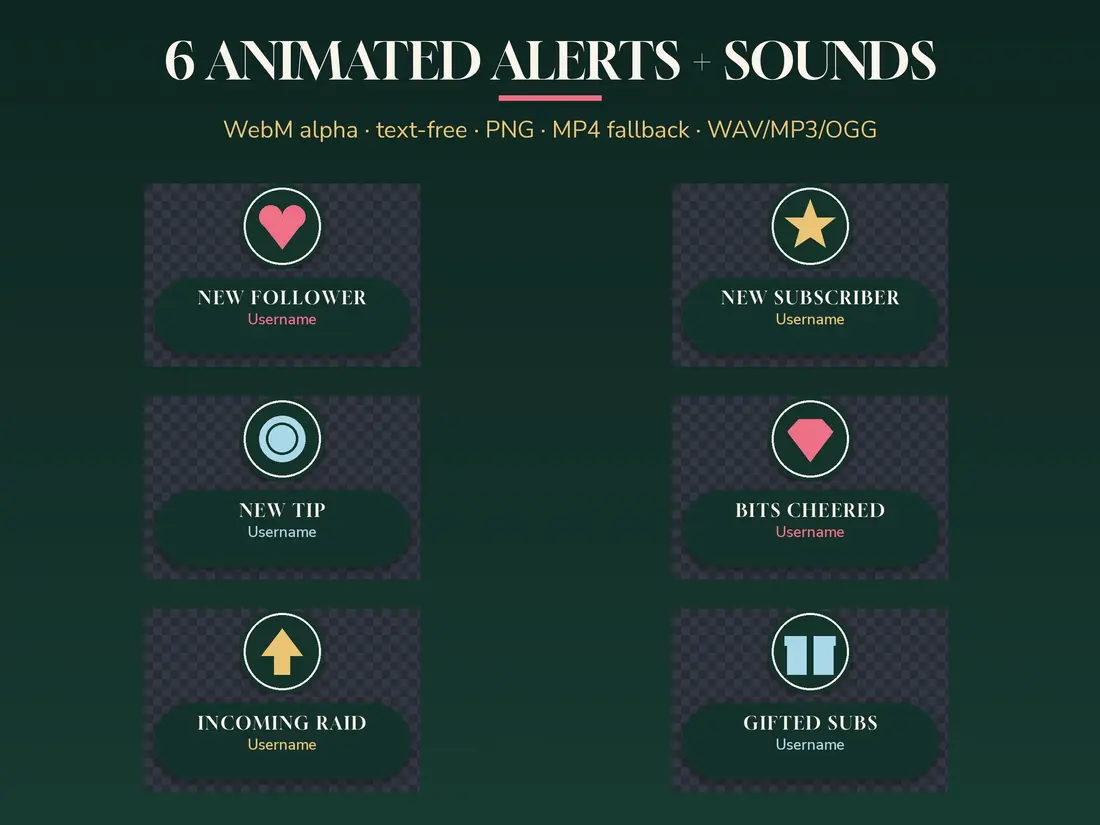 6 ANIMATED ALERTS + SOUNDS
WebM alpha · text-free · PNG · MP4 fallback · WAV/MP3/OGG
NEW FOLLOWER
Username
NEW SUBSCRIBER
Username
NEW TIP
Username
BITS CHEERED
Username
INCOMING RAID
Username
GIFTED SUBS
Username